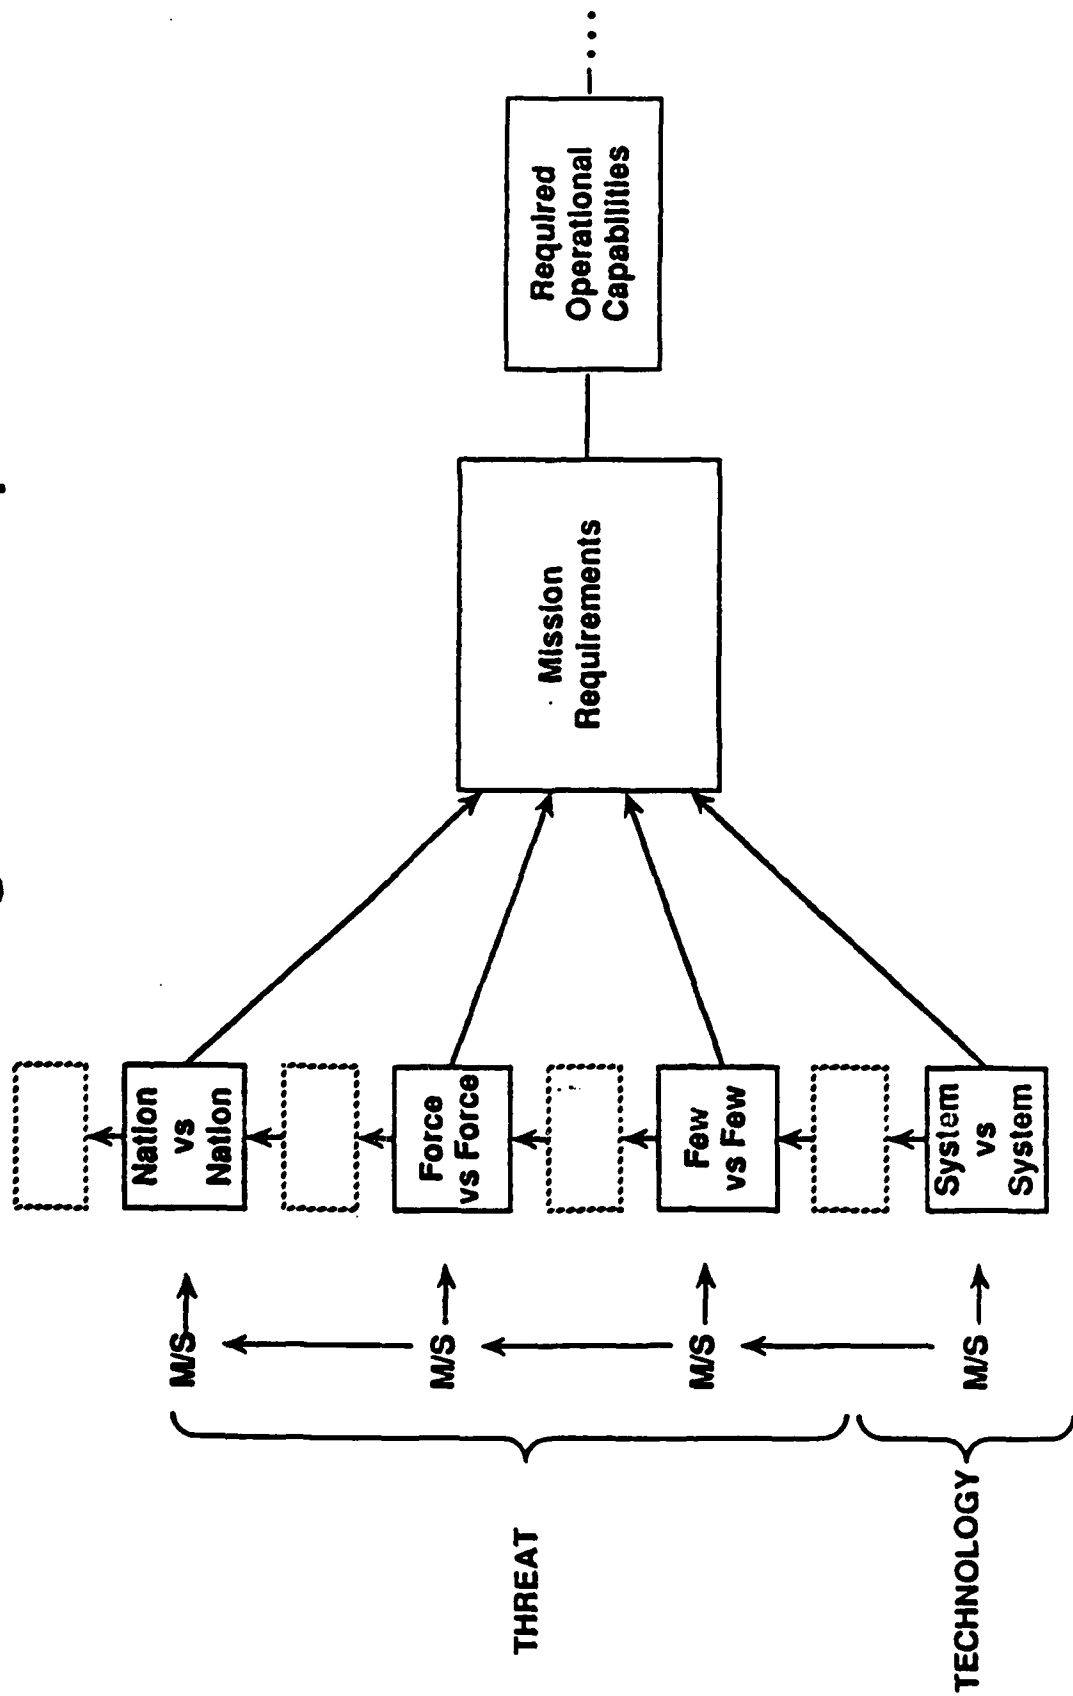 THREAT
TECHNOLOGY
M/S
M/S
M/S
M/S
Nation
vs
Nation
Force
vs Force
Few
vs Few
System
vs
System
Mission
Requirements
Required
Operational
Capabilities
...